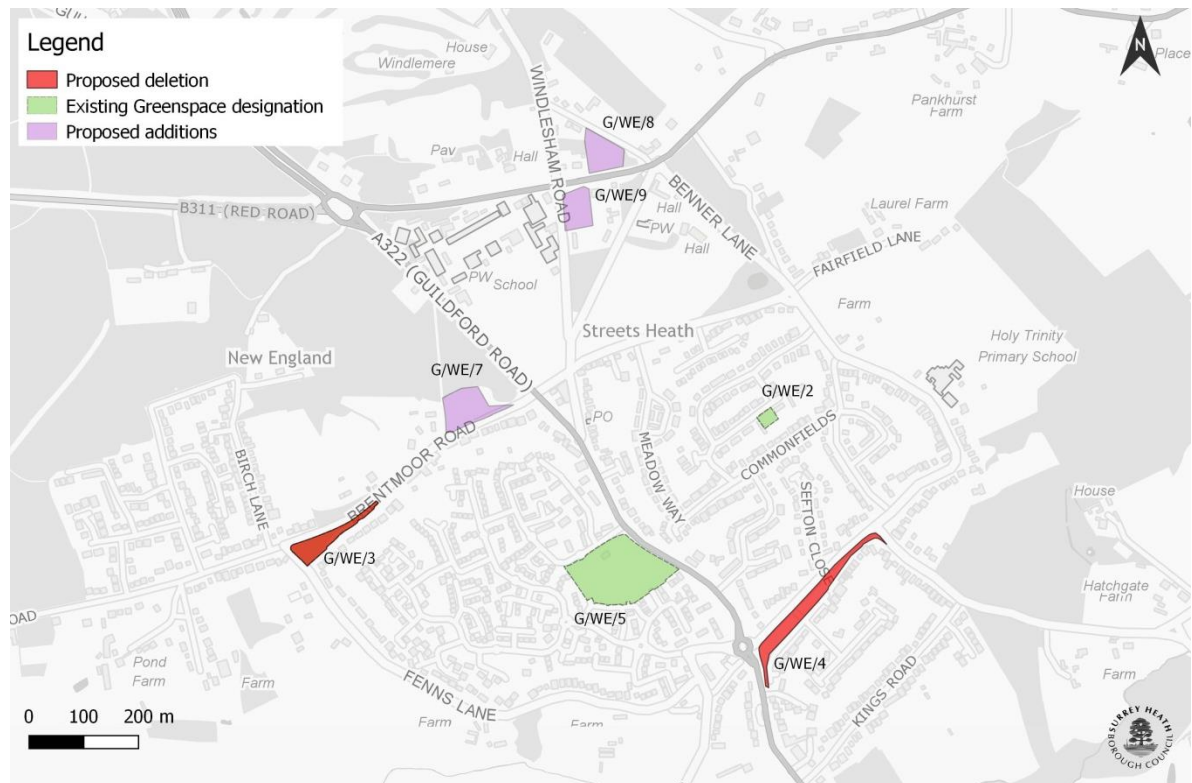 Legend
Proposed deletion
Existing Greenspace designation
Proposed additions
House
Windlemere
WINDLESHAM ROAD
N
Place
Pankhurst
Farm
G/WE/8
Pav
Hall
G/WE/9
B311 (RED ROAD)
BENNER LANE
Hall
PW
Hall
Laurel Farm
FAIRFIELD LANE
A322 (GUILDFORD ROAD)
PW
School
Farm
Streets Heath
Holy Trinity
Primary School
New England
G/WE/7
G/WE/2
PO
BRENTMOOR ROAD
MEADOW WAY
COMMONFIELDS
BIRCH LANE
SEFTON CLOSE
House
G/WE/3
G/WE/5
Hatchgate
Farm
OAD
G/WE/4
Pond
Farm
Farm
FENNS LANE
KINGS ROAD
Farm
Farm
Farm
0 100 200 m
SURREY HEATH
BOROUGH COUNCIL